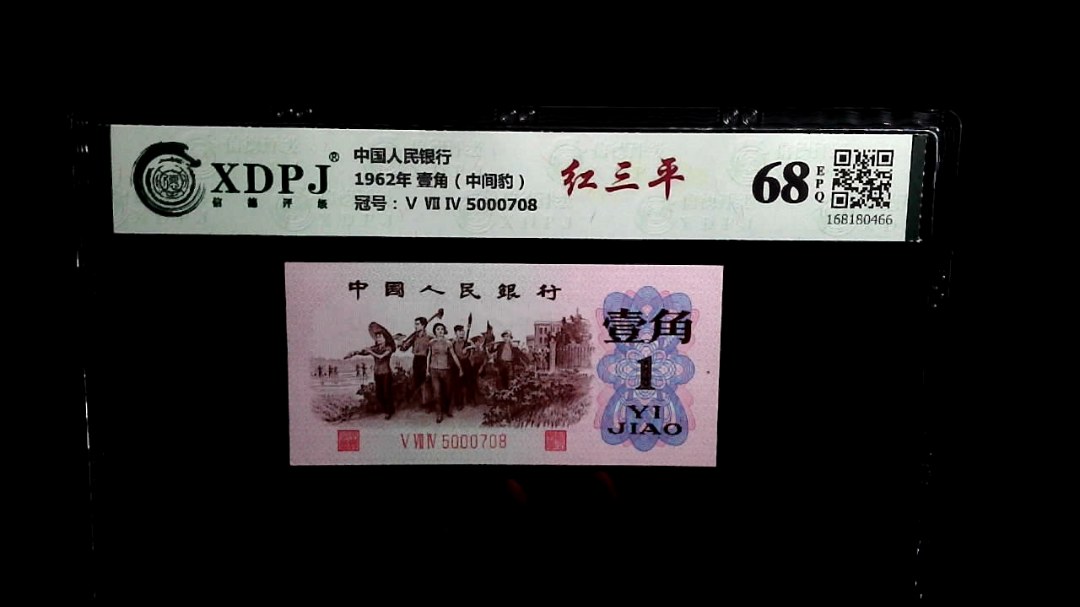 XDPJ®
信德评级
中国人民银行
1962年 壹角（中间豹）
冠号：V Ⅶ Ⅳ 5000708
红三平
68
EPQ
168180466
中國人民銀行
壹角
1
YI
JIAO
V Ⅶ Ⅳ 5000708